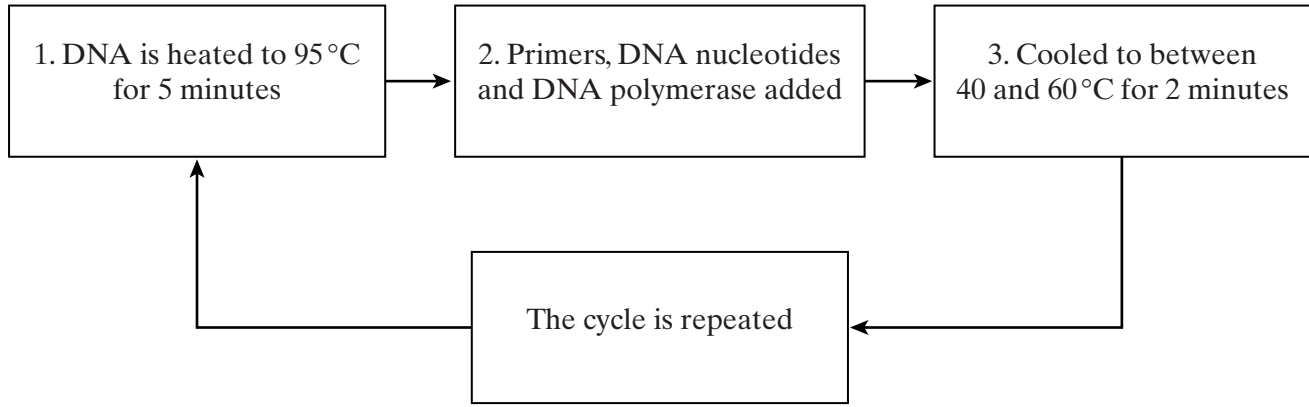 1. DNA is heated to 95 °C
for 5 minutes
2. Primers, DNA nucleotides
and DNA polymerase added
3. Cooled to between
40 and 60 °C for 2 minutes
The cycle is repeated